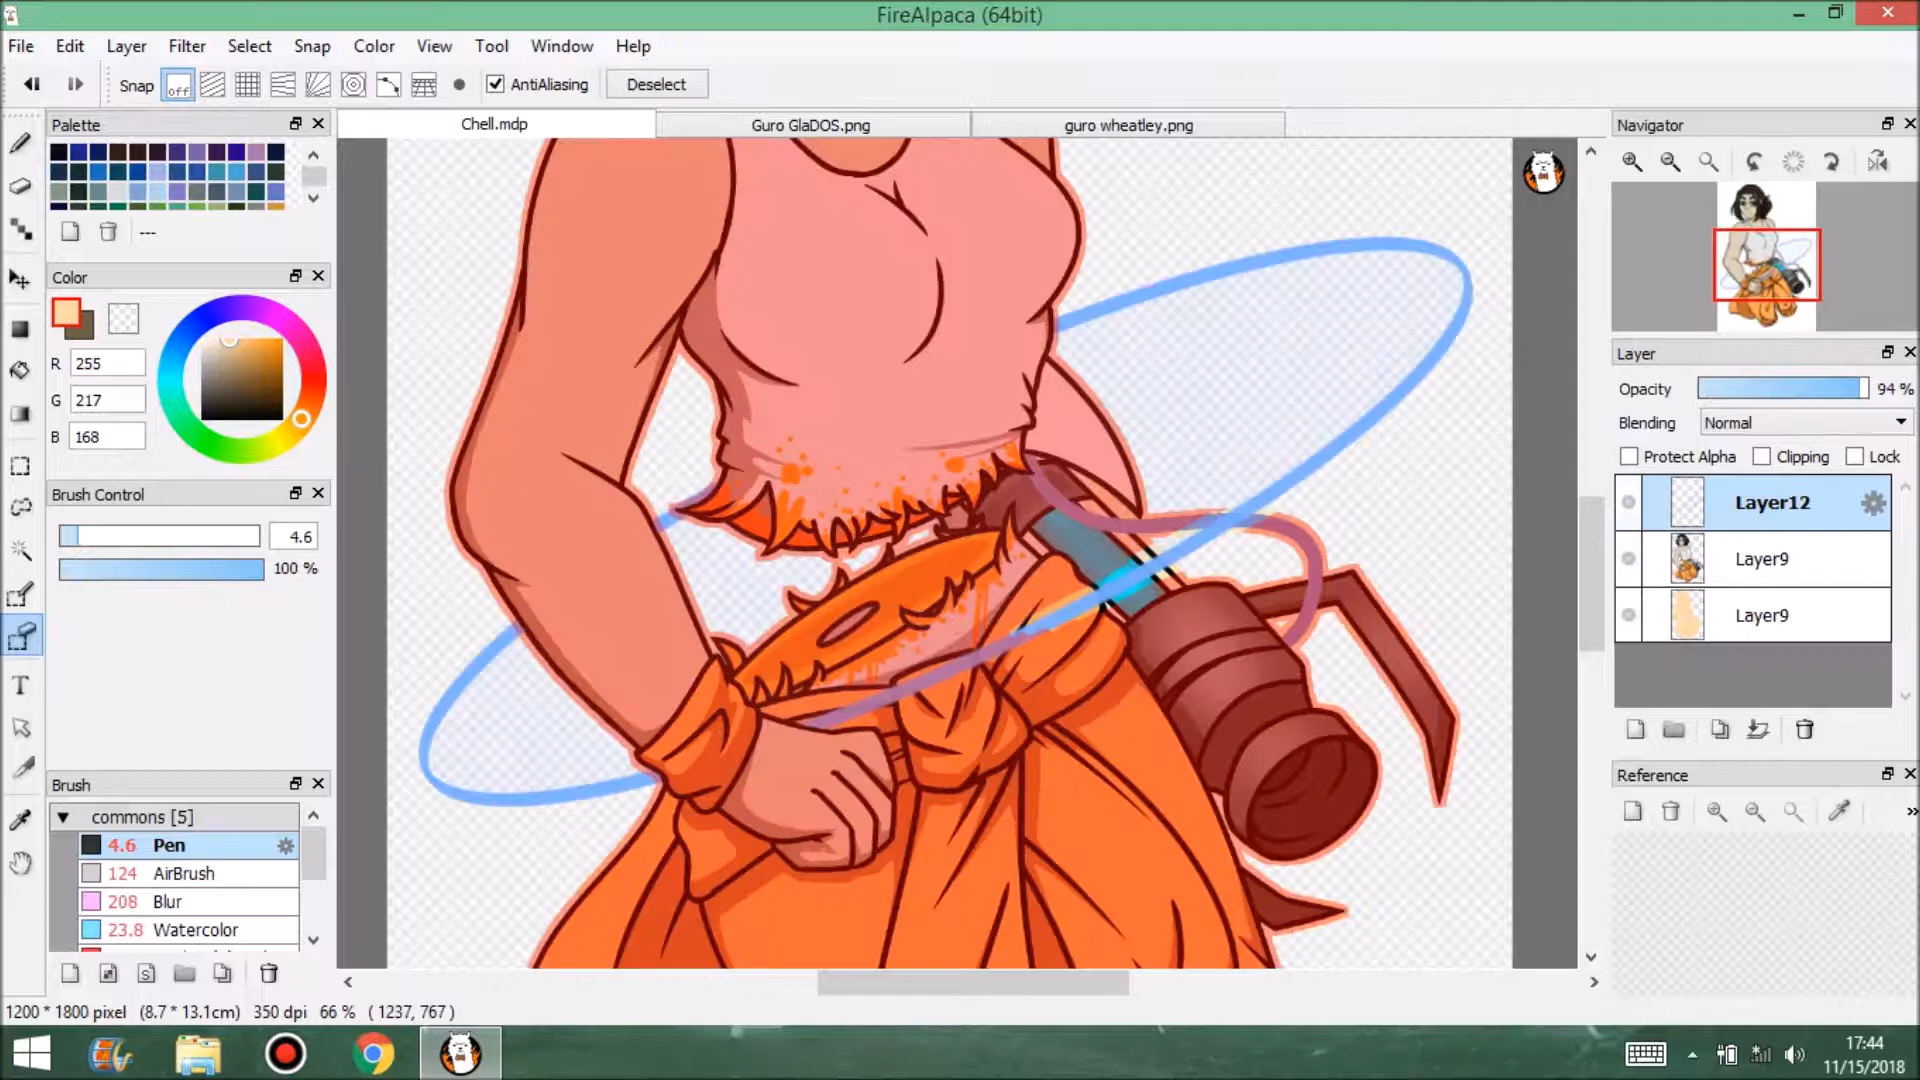 FireAlpaca (64bit)
File Edit Layer Filter Select Snap Color View Tool Window Help
Snap off AntiAliasing Deselect
Palette
Chell.mdp Guro GlaDOS.png guro wheatley.png
Navigator
---
Color
R 255
G 217
B 168
Layer
Opacity 94 %
Blending Normal
Protect Alpha Clipping Lock
Layer12
Layer9
Layer9
Brush Control
4.6
100 %
T
Reference
»
Brush
commons [5]
4.6 Pen
124 AirBrush
208 Blur
23.8 Watercolor
S
1200 * 1800 pixel (8.7 * 13.1cm) 350 dpi 66 % ( 1237, 767 )
17:44
11/15/2018